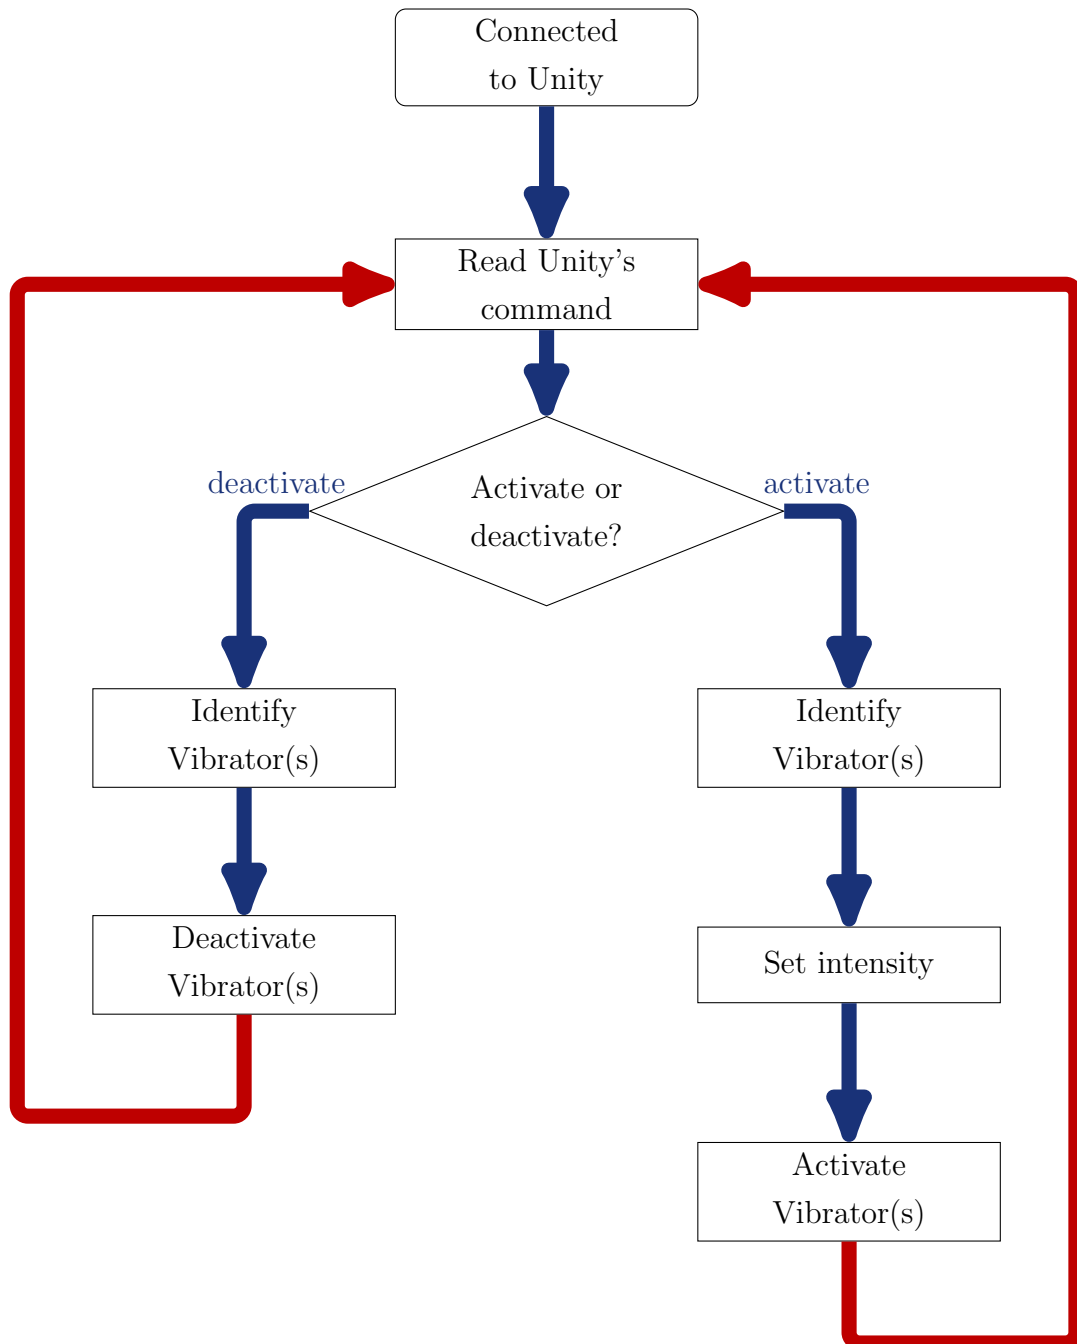 Connected
to Unity
Read Unity's
command
deactivate
Activate or
deactivate?
activate
Identify
Vibrator(s)
Identify
Vibrator(s)
Deactivate
Vibrator(s)
Set intensity
Activate
Vibrator(s)